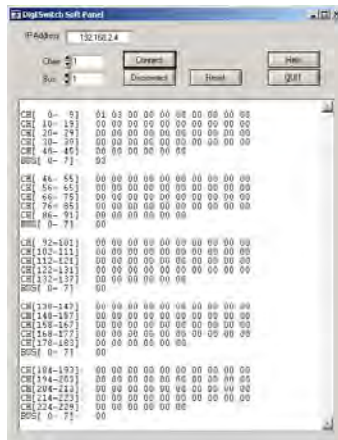 DigitSwitch Soft Panel
IP Address 192.168.2.4
Chan 1 Connect Help
Bus 1 Disconnect Reset QUIT
CH[ 0- 9] 01 03 00 00 00 00 00 00 00 00
CH[ 10- 19] 00 00 00 00 00 00 00 00 00 00
CH[ 20- 29] 00 00 00 00 00 00 00 00 00 00
CH[ 30- 39] 00 00 00 00 00 00 00 00 00 00
CH[ 40- 45] 00 00 00 00 00 00
BUS[ 0- 7] 03
CH[ 46- 55] 00 00 00 00 00 00 00 00 00 00
CH[ 56- 65] 00 00 00 00 00 00 00 00 00 00
CH[ 66- 75] 00 00 00 00 00 00 00 00 00 00
CH[ 76- 85] 00 00 00 00 00 00 00 00 00 00
CH[ 86- 91] 00 00 00 00 00 00
BUS[ 0- 7] 00
CH[ 92-101] 00 00 00 00 00 00 00 00 00 00
CH[102-111] 00 00 00 00 00 00 00 00 00 00
CH[112-121] 00 00 00 00 00 00 00 00 00 00
CH[122-131] 00 00 00 00 00 00 00 00 00 00
CH[132-137] 00 00 00 00 00 00
BUS[ 0- 7] 00
CH[138-147] 00 00 00 00 00 00 00 00 00 00
CH[148-157] 00 00 00 00 00 00 00 00 00 00
CH[158-167] 00 00 00 00 00 00 00 00 00 00
CH[168-177] 00 00 00 00 00 00 00 00 00 00
CH[178-183] 00 00 00 00 00 00
BUS[ 0- 7] 00
CH[184-193] 00 00 00 00 00 00 00 00 00 00
CH[194-203] 00 00 00 00 00 00 00 00 00 00
CH[204-213] 00 00 00 00 00 00 00 00 00 00
CH[214-223] 00 00 00 00 00 00 00 00 00 00
CH[224-229] 00 00 00 00 00 00
BUS[ 0- 7] 00